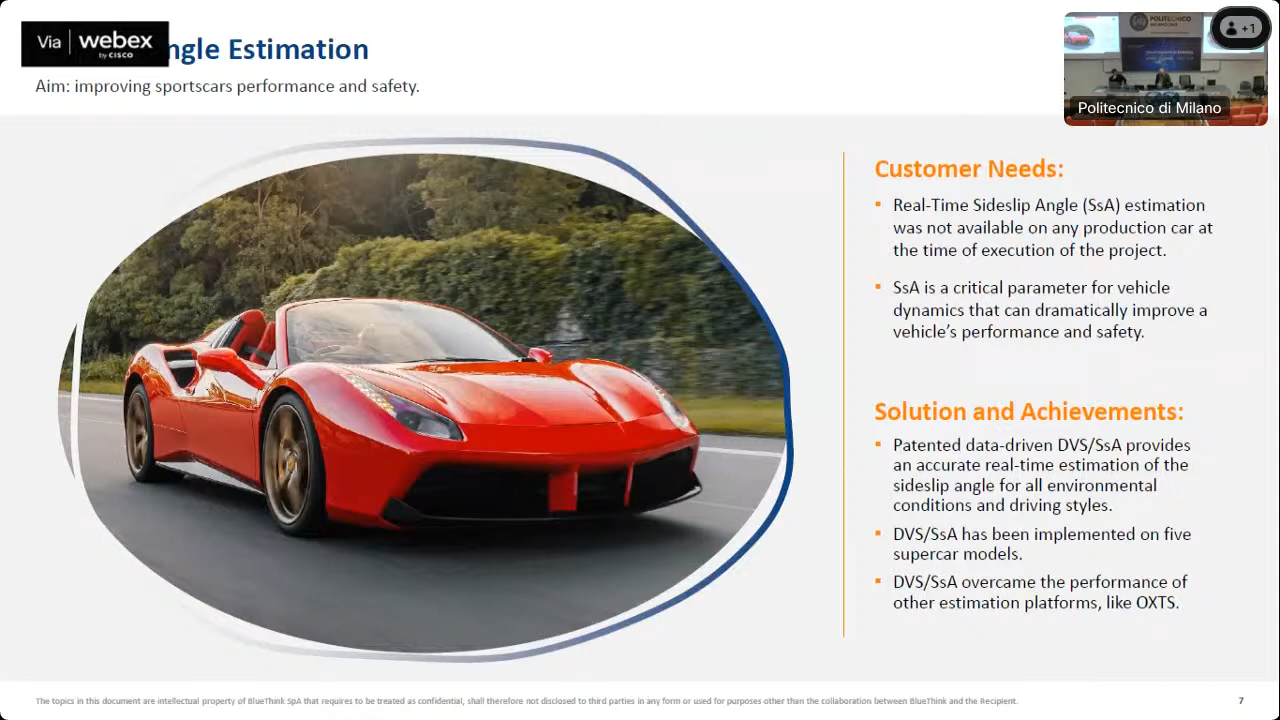 Via webex
by CISCO
ngle Estimation
Aim: improving sportscars performance and safety.
POLITECNICO
+1
Politecnico di Milano
Customer Needs:
▪ Real-Time Sideslip Angle (SsA) estimation
was not available on any production car at
the time of execution of the project.
▪ SsA is a critical parameter for vehicle
dynamics that can dramatically improve a
vehicle's performance and safety.
Solution and Achievements:
▪ Patented data-driven DVS/SsA provides
an accurate real-time estimation of the
sideslip angle for all environmental
conditions and driving styles.
▪ DVS/SsA has been implemented on five
supercar models.
▪ DVS/SsA overcame the performance of
other estimation platforms, like OXTS.
The topics in this document are intellectual property of BlueThink SpA that requires to be treated as confidential, shall therefore not disclosed to third parties in any form or used for purposes other than the collaboration between BlueThink and the Recipient.
7